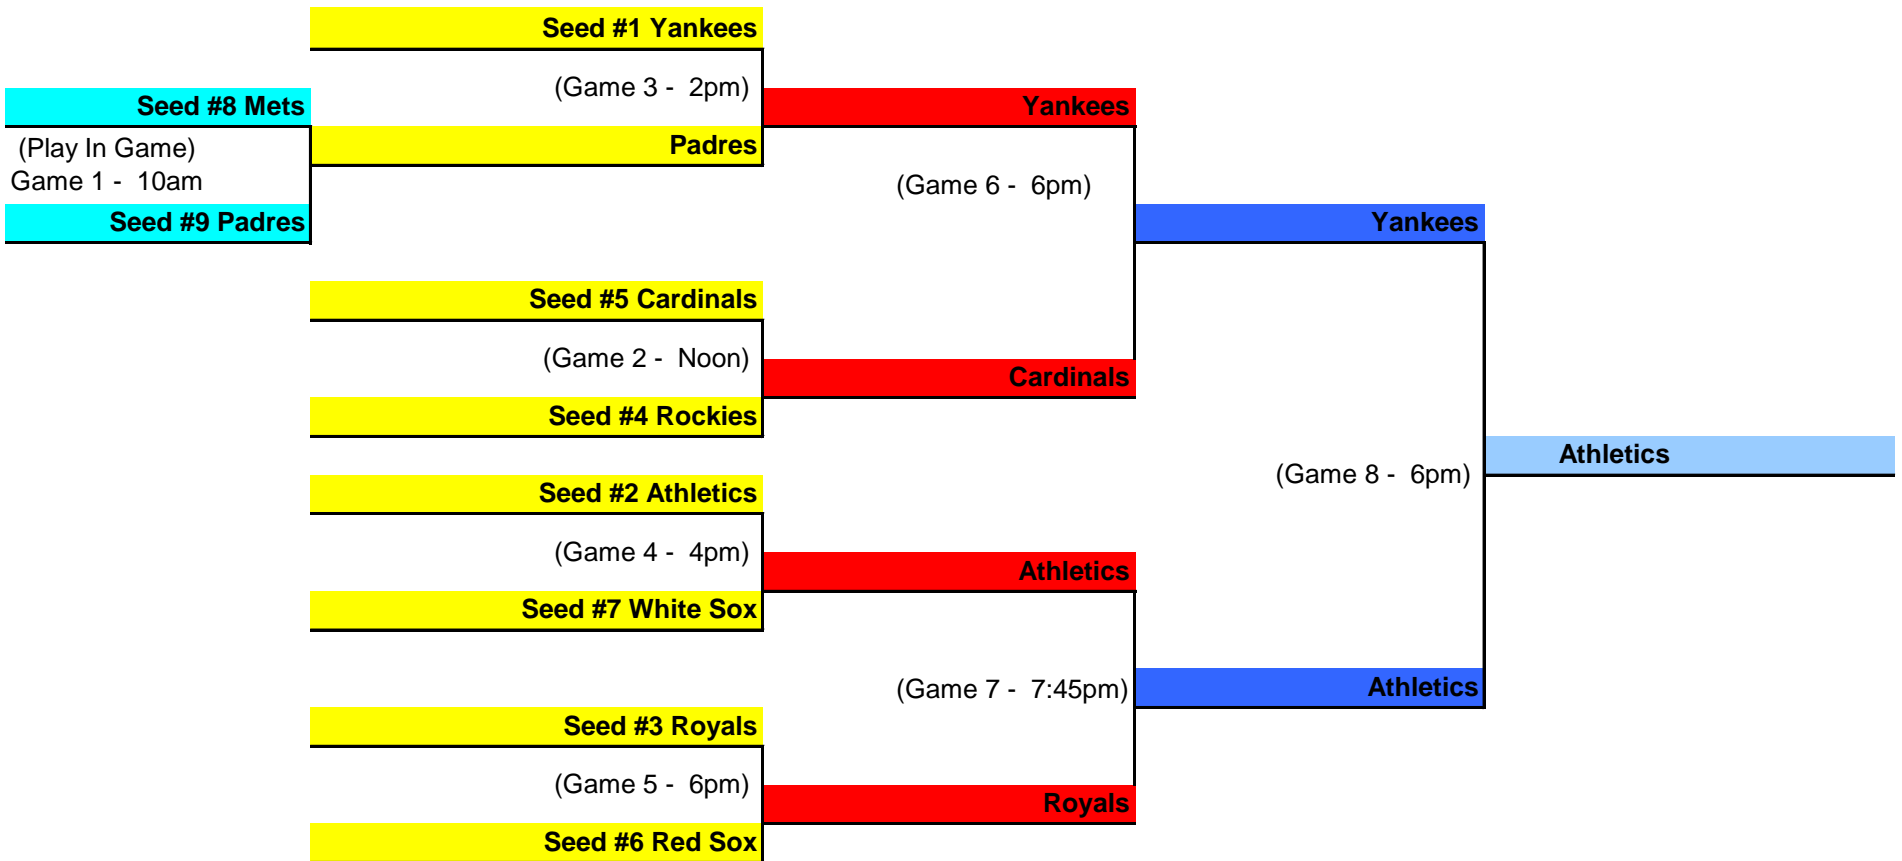 Seed #1 Yankees
(Game 3 - 2pm)
Seed #8 Mets
Yankees
(Play In Game)
Padres
Game 1 - 10am
(Game 6 - 6pm)
Seed #9 Padres
Yankees
Seed #5 Cardinals
(Game 2 - Noon)
Cardinals
Seed #4 Rockies
Athletics
(Game 8 - 6pm)
Seed #2 Athletics
(Game 4 - 4pm)
Athletics
Seed #7 White Sox
(Game 7 - 7:45pm)
Athletics
Seed #3 Royals
(Game 5 - 6pm)
Royals
Seed #6 Red Sox